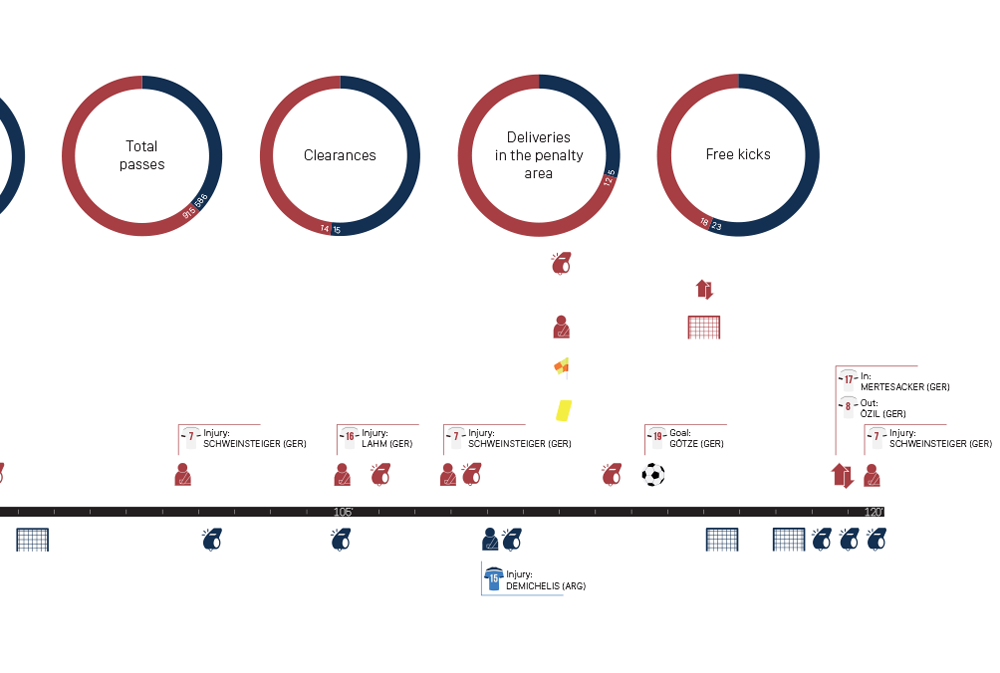 Total
passes
915 586
Clearances
14 15
Deliveries
in the penalty
area
12 5
Free kicks
18 23
17 In:
MERTESACKER (GER)
8 Out:
ÖZIL (GER)
7 Injury:
SCHWEINSTEIGER (GER)
16 Injury:
LAHM (GER)
7 Injury:
SCHWEINSTEIGER (GER)
19 Goal:
GÖTZE (GER)
7 Injury:
SCHWEINSTEIGER (GER)
105'
120'
15 Injury:
DEMICHELIS (ARG)